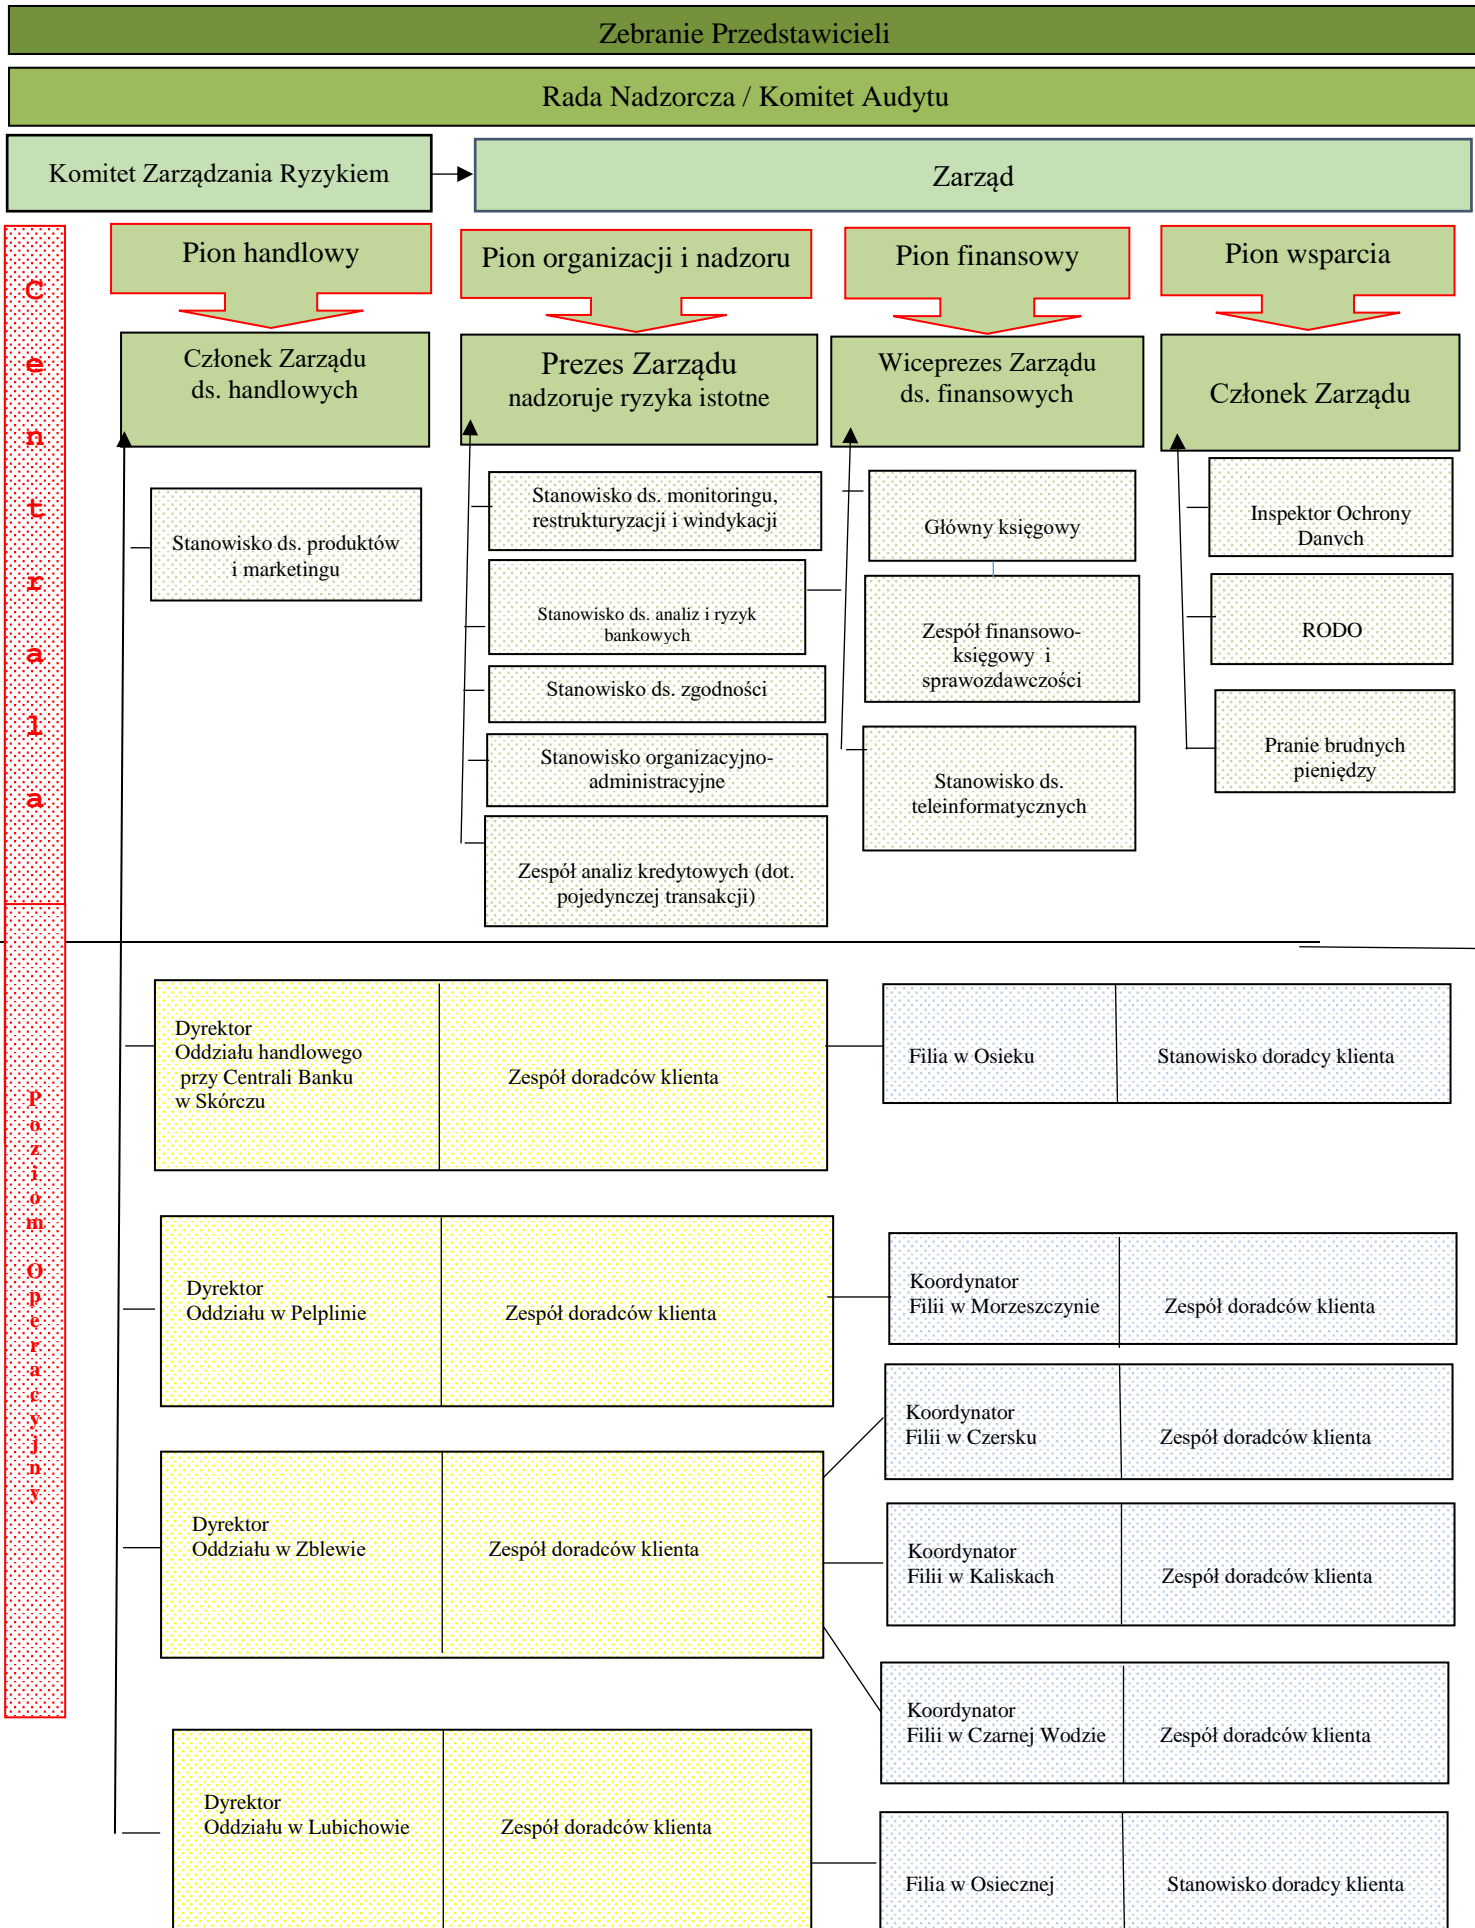 Zebranie Przedstawicieli
Rada Nadzorcza / Komitet Audytu
Komitet Zarządzania Ryzykiem
Zarząd
Centrala
Pion handlowy
Pion organizacji i nadzoru
Pion finansowy
Pion wsparcia
Członek Zarządu
ds. handlowych
Prezes Zarządu
nadzoruje ryzyka istotne
Wiceprezes Zarządu
ds. finansowych
Członek Zarządu
Stanowisko ds. produktów
i marketingu
Stanowisko ds. monitoringu,
restrukturyzacji i windykacji
Stanowisko ds. analiz i ryzyk
bankowych
Stanowisko ds. zgodności
Stanowisko organizacyjno-
administracyjne
Zespół analiz kredytowych (dot.
pojedynczej transakcji)
Główny księgowy
Zespół finansowo-
księgowy i
sprawozdawczości
Stanowisko ds.
teleinformatycznych
Inspektor Ochrony
Danych
RODO
Pranie brudnych
pieniędzy
Poziom Operacyjny
Dyrektor
Oddziału handlowego
przy Centrali Banku
w Skórczu
Zespół doradców klienta
Filia w Osieku
Stanowisko doradcy klienta
Dyrektor
Oddziału w Pelplinie
Zespół doradców klienta
Koordynator
Filii w Morzeszczynie
Zespół doradców klienta
Dyrektor
Oddziału w Zblewie
Zespół doradców klienta
Koordynator
Filii w Czersku
Zespół doradców klienta
Koordynator
Filii w Kaliskach
Zespół doradców klienta
Koordynator
Filii w Czarnej Wodzie
Zespół doradców klienta
Dyrektor
Oddziału w Lubichowie
Zespół doradców klienta
Filia w Osiecznej
Stanowisko doradcy klienta